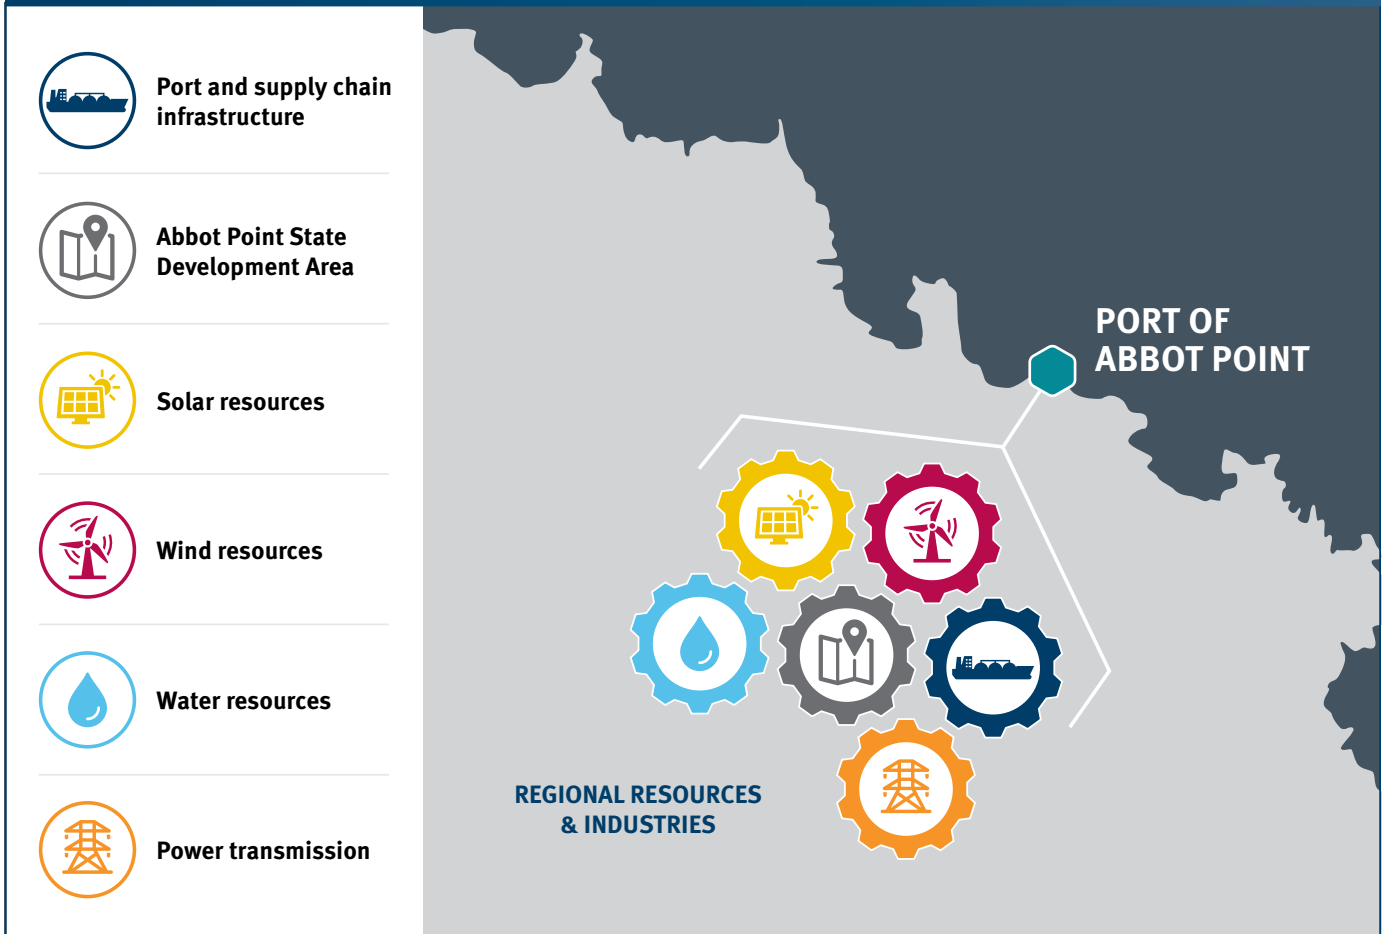 Port and supply chain
infrastructure
Abbot Point State
Development Area
Solar resources
Wind resources
Water resources
Power transmission
PORT OF
ABBOT POINT
REGIONAL RESOURCES
& INDUSTRIES